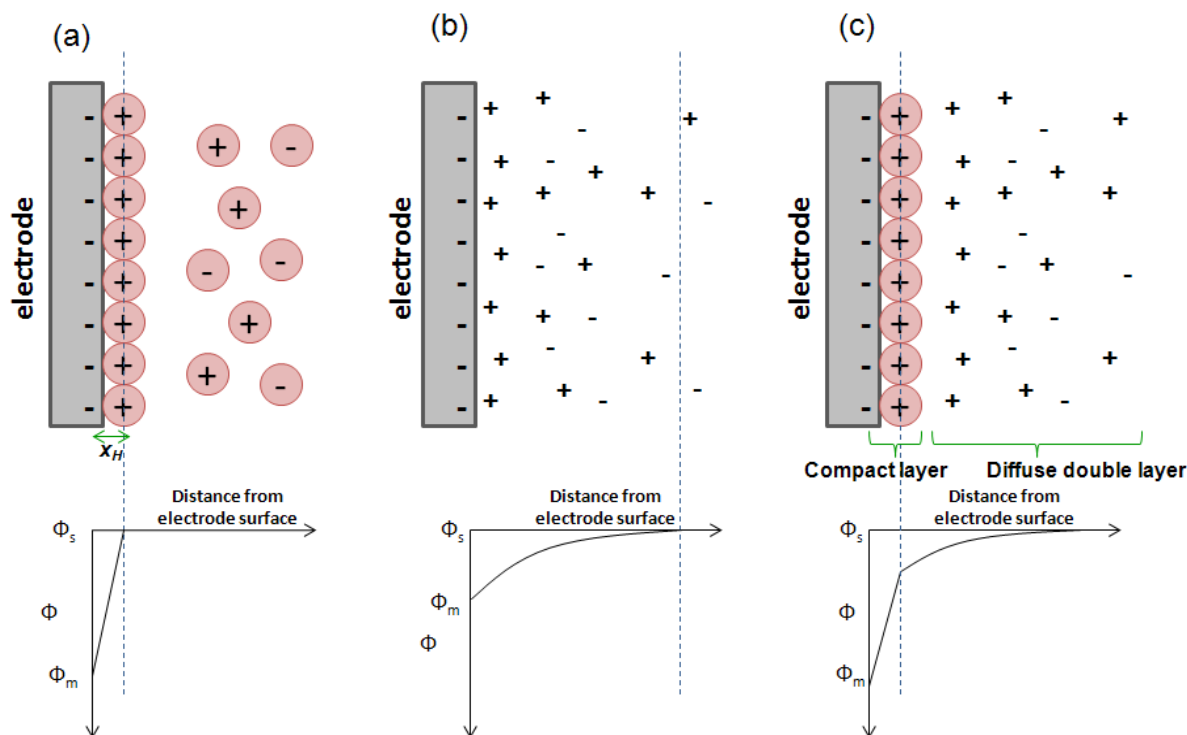 (a)
(b)
(c)
electrode
- - - - - - - -
+ + + + + + + +
+ -
+
- -
+
+ -
x_H
electrode
- - - - - - - -
+ + - +
+ - + + + + -
- + - + -
+ + - - +
+ + - -
electrode
- - - - - - - -
+ + + + + + + +
+ + - +
+ - + + + +
- + - + -
+ + - - +
+ + -
Compact layer
Diffuse double layer
Distance from
electrode surface
Φs
Φ
Φm
Distance from
electrode surface
Φs
Φm
Φ
Distance from
electrode surface
Φs
Φ
Φm